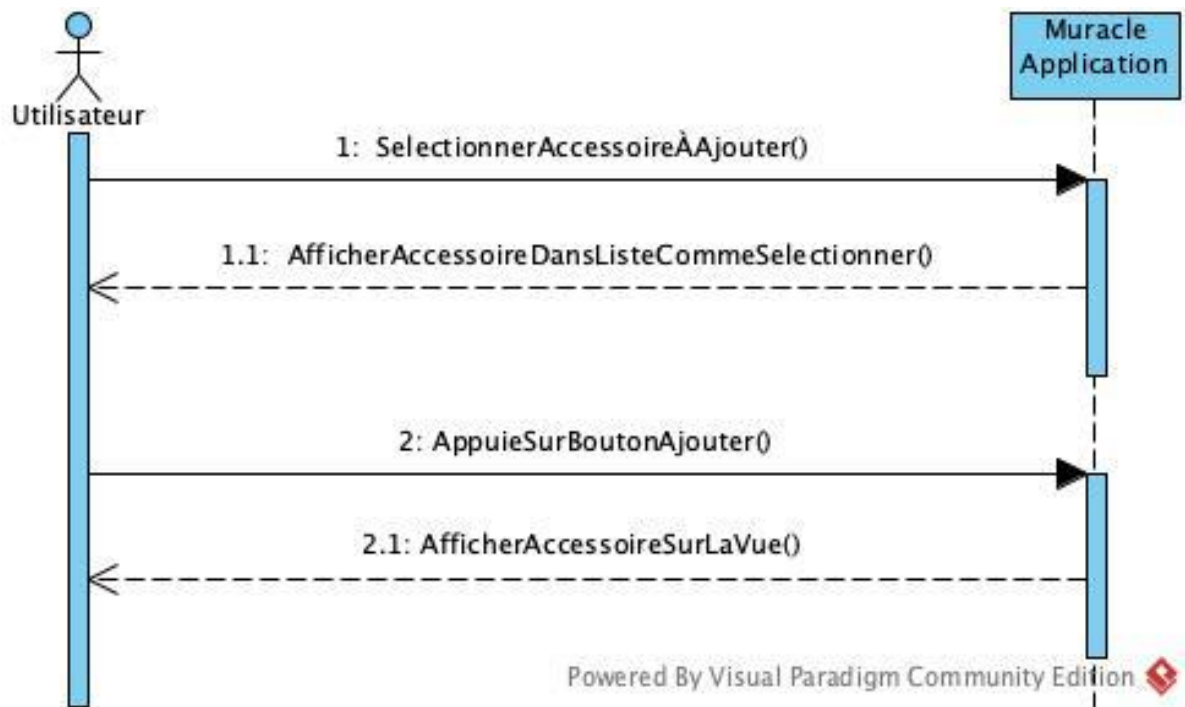 Utilisateur
Muracle
Application
1: SelectionnerAccessoireÀAjouter()
1.1: AfficherAccessoireDansListeCommeSelectionner()
2: AppuieSurBoutonAjouter()
2.1: AfficherAccessoireSurLaVue()
Powered By Visual Paradigm Community Edition